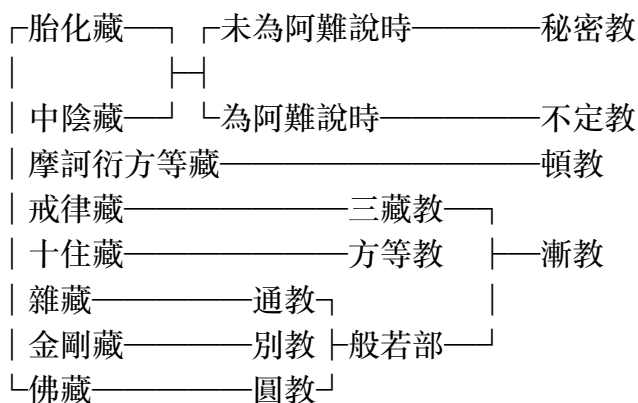 ┌胎化藏──┐┌未為阿難說時────秘密教
│　　　　├┤
│中陰藏──┘└為阿難說時─────不定教
│摩訶衍方等藏──────────頓教
│戒律藏───────三藏教──┐
│十住藏───────方等教　├─漸教
│雜藏─────通教┐　　　　│
│金剛藏────別教├般若部──┘
└佛藏─────圓教┘